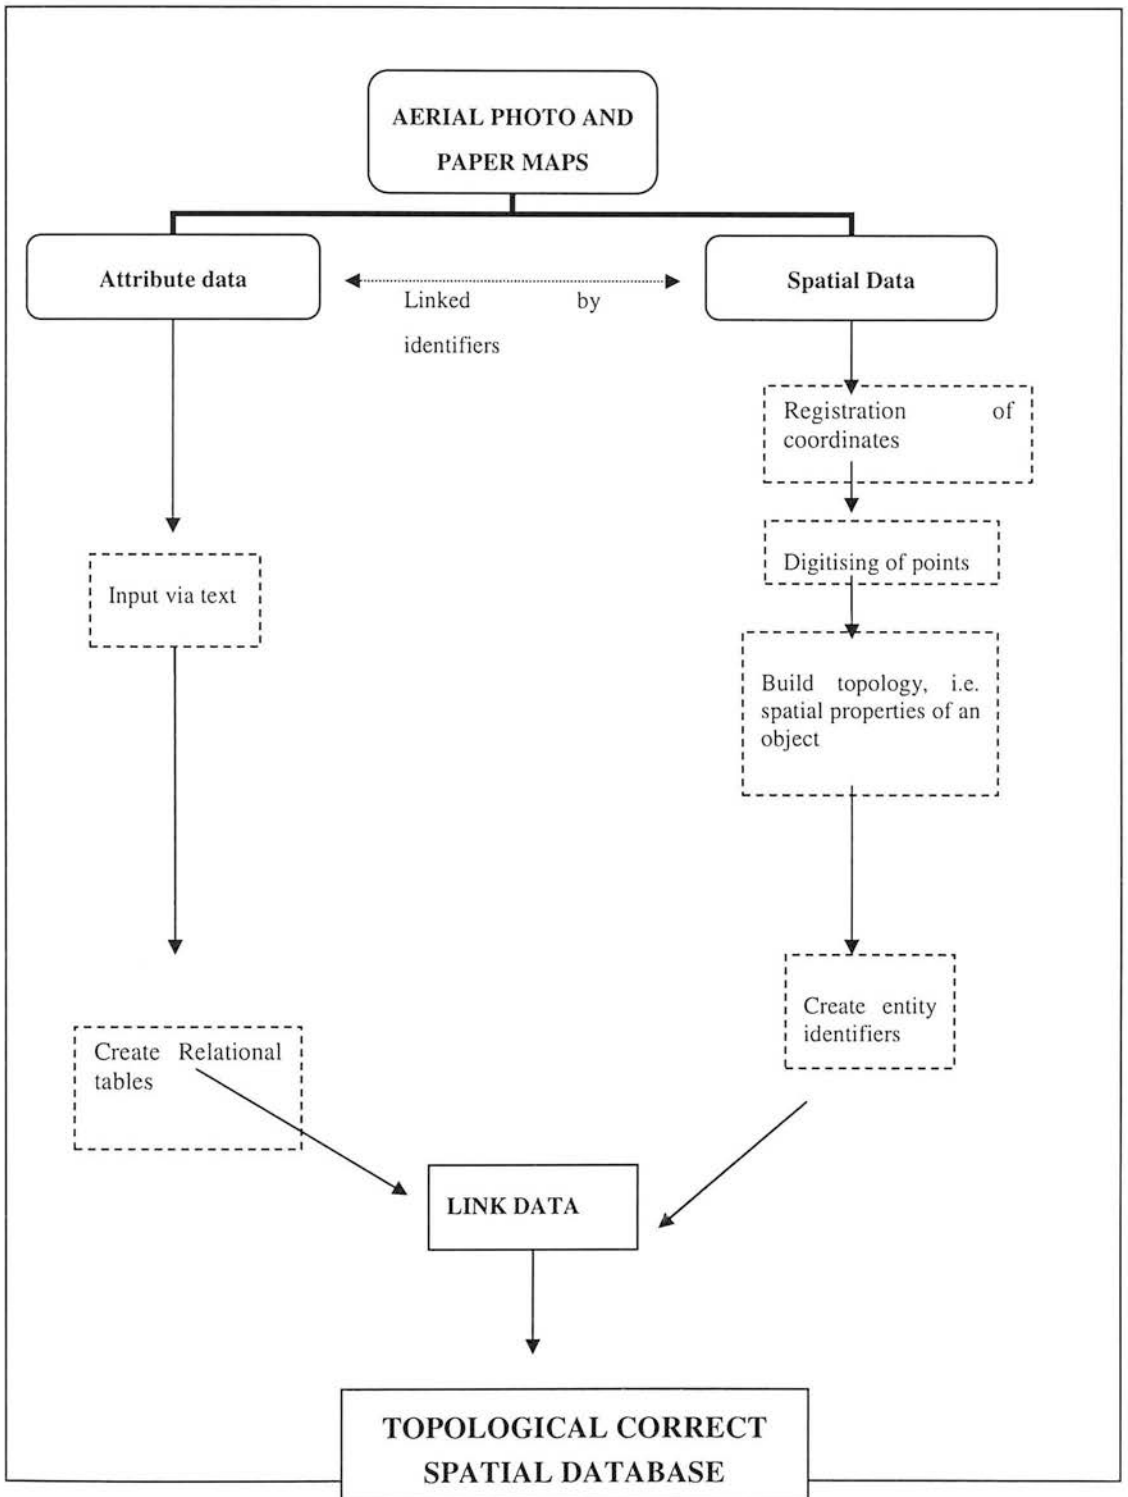 AERIAL PHOTO AND
PAPER MAPS
Attribute data
Linked by
identifiers
Spatial Data
Registration of
coordinates
Digitising of points
Input via text
Build topology, i.e.
spatial properties of an
object
Create entity
identifiers
Create Relational
tables
LINK DATA
TOPOLOGICAL CORRECT
SPATIAL DATABASE